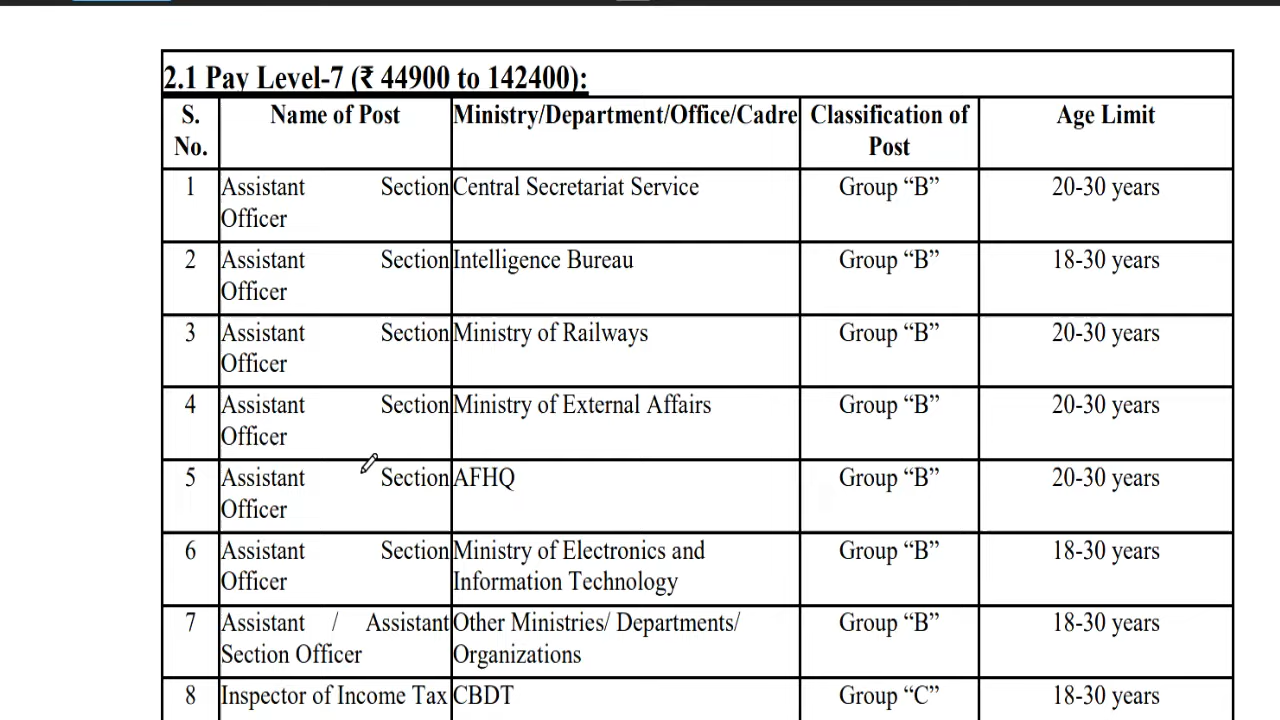 2.1 Pay Level-7 (₹ 44900 to 142400):
S. No. Name of Post Ministry/Department/Office/Cadre Classification of Post Age Limit
1 Assistant Section Officer Central Secretariat Service Group “B” 20-30 years
2 Assistant Section Officer Intelligence Bureau Group “B” 18-30 years
3 Assistant Section Officer Ministry of Railways Group “B” 20-30 years
4 Assistant Section Officer Ministry of External Affairs Group “B” 20-30 years
5 Assistant Section Officer AFHQ Group “B” 20-30 years
6 Assistant Section Officer Ministry of Electronics and Information Technology Group “B” 18-30 years
7 Assistant / Assistant Section Officer Other Ministries/ Departments/ Organizations Group “B” 18-30 years
8 Inspector of Income Tax CBDT Group “C” 18-30 years